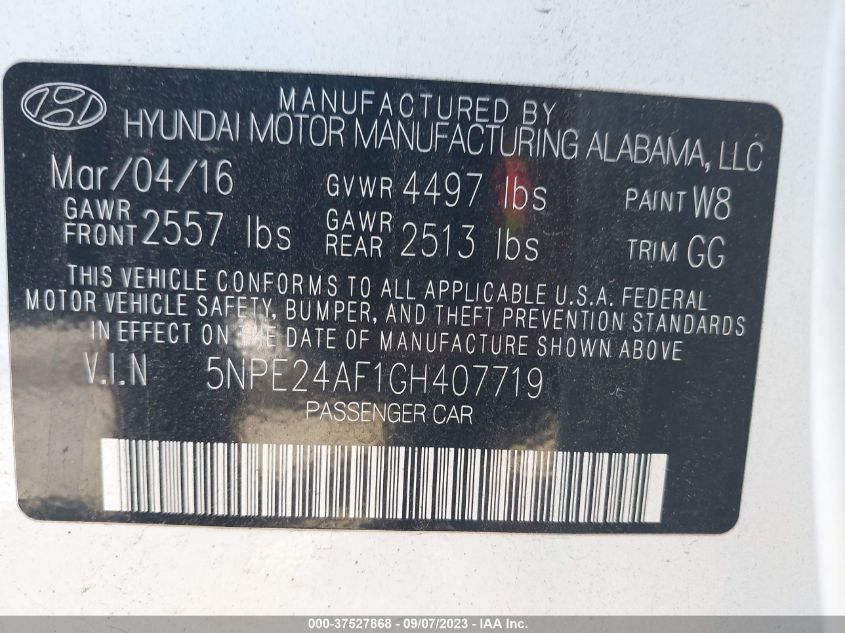 MANUFACTURED BY
HYUNDAI MOTOR MANUFACTURING ALABAMA, LLC
Mar/04/16 GVWR 4497 lbs PAINT W8
GAWR FRONT 2557 lbs GAWR REAR 2513 lbs TRIM GG
THIS VEHICLE CONFORMS TO ALL APPLICABLE U.S.A. FEDERAL
MOTOR VEHICLE SAFETY, BUMPER, AND THEFT PREVENTION STANDARDS
IN EFFECT ON THE DATE OF MANUFACTURE SHOWN ABOVE
V.I.N 5NPE24AF1GH407719
PASSENGER CAR
000-37527868 - 09/07/2023 - IAA Inc.